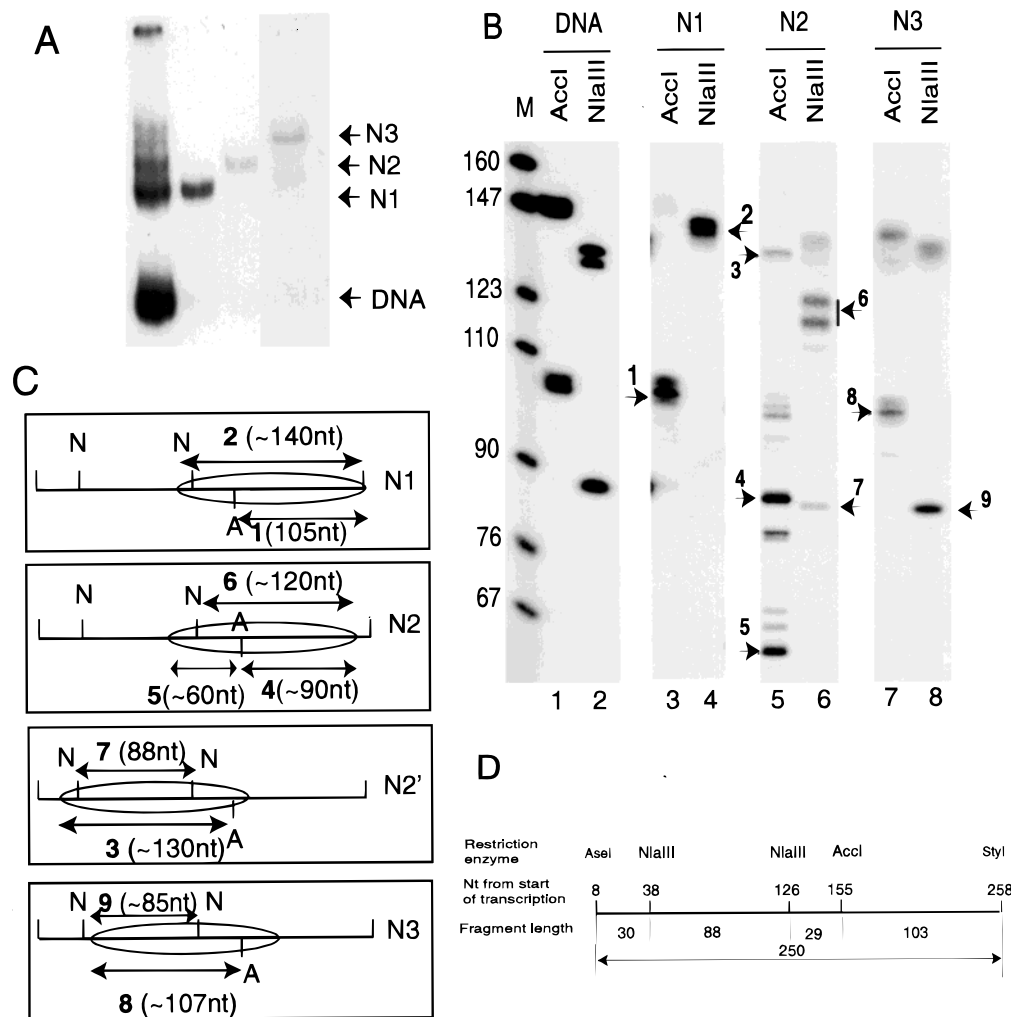 A
N3
N2
N1
DNA
B
DNA N1 N2 N3
M AccI NlaIII AccI NlaIII AccI NlaIII AccI NlaIII
160
147
123
110
90
76
67
2
3
6
1
8
4
7
9
5
1 2 3 4 5 6 7 8
C
N N 2 (~140nt) N1
A 1(105nt)
N N 6 (~120nt) N2
A
5(~60nt) 4(~90nt)
N 7 (88nt) N N2'
3 (~130nt) A
N 9 (~85nt) N N3
A
8 (~107nt)
D
Restriction
enzyme
AseI NlaIII NlaIII AccI StyI
Nt from start
of transcription
8 38 126 155 258
Fragment length 30 88 29 103
250